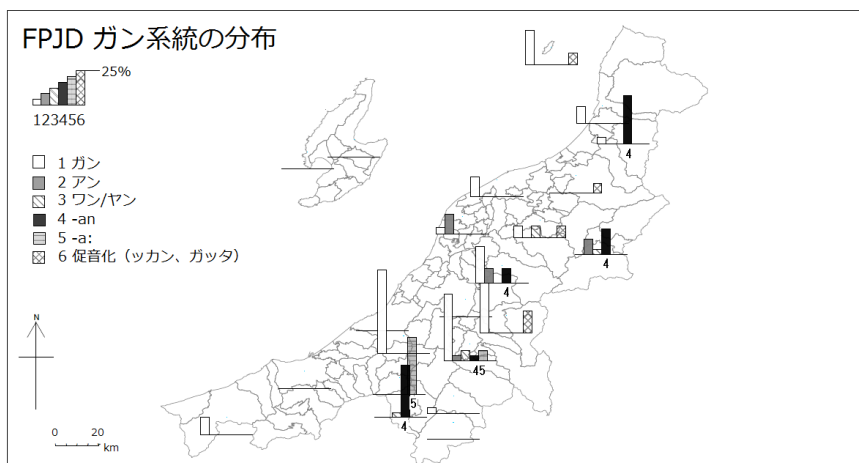 FPJD ガン系統の分布
25%
123456
1 ガン
2 アン
3 ワン/ヤン
4 -an
5 -a:
6 促音化（ッカン、ガッタ）
4
4
4
45
5
4
N
0 20
km